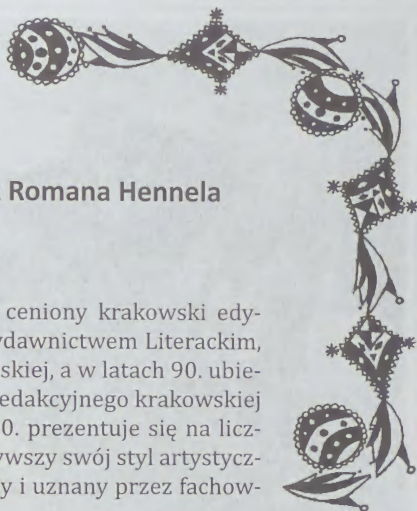 Romana Hennela
ceniony krakowski edy-
ydawnictwem Literackim,
skiej, a w latach 90. ubie-
edakcyjnego krakowskiej
0. prezentuje się na licz-
wszy swój styl artystycz-
y i uznany przez fachow-